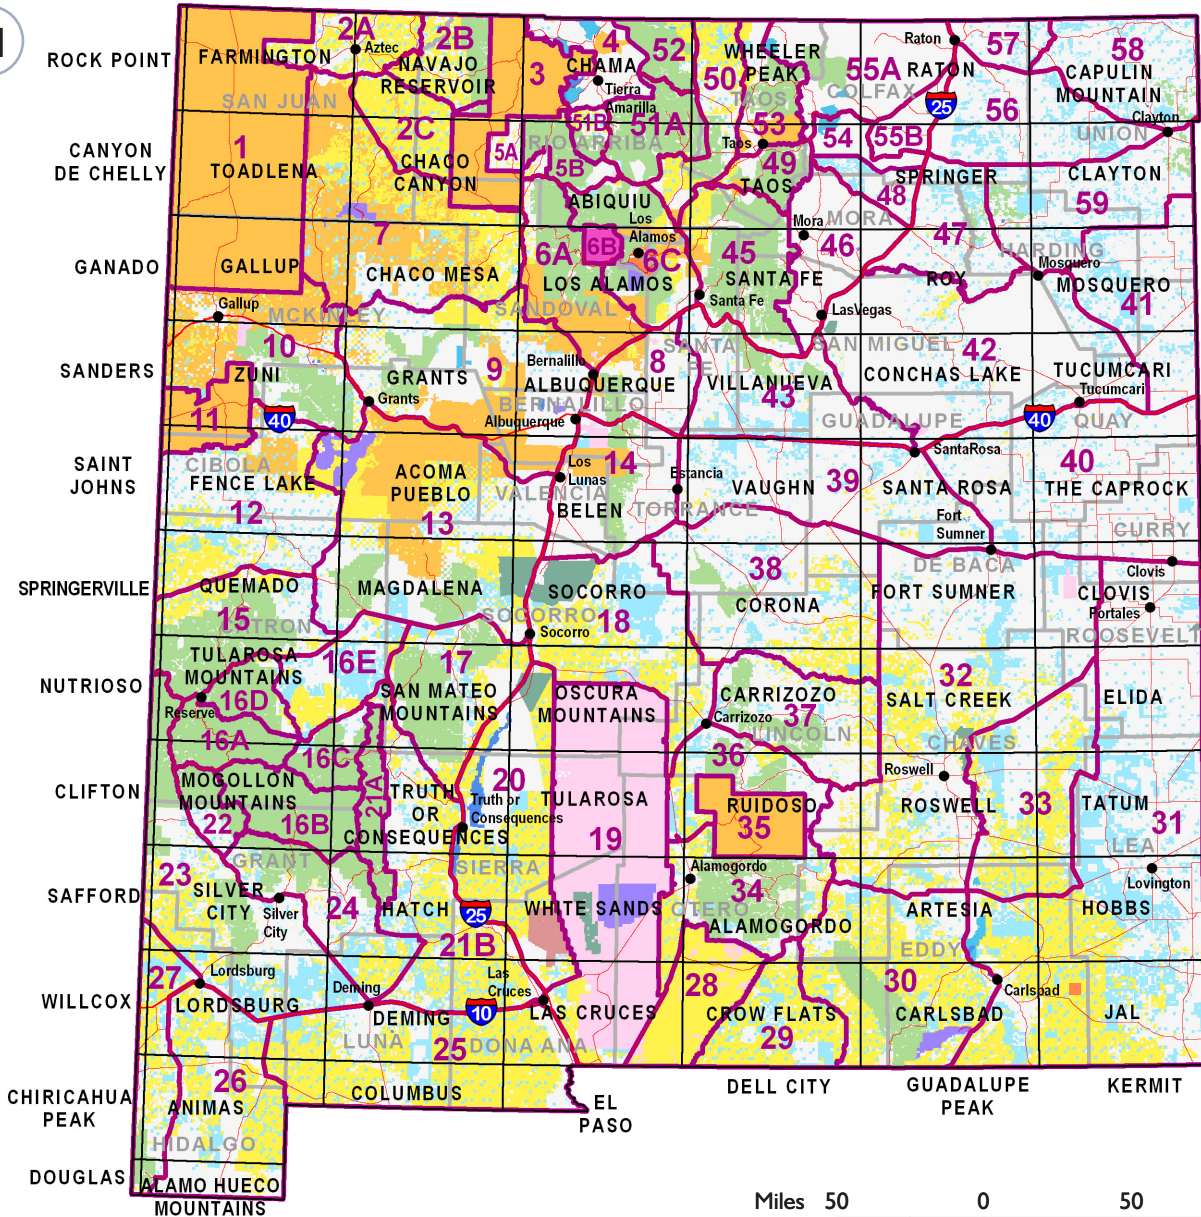 2A
2B
4
52
57
58
ROCK POINT
FARMINGTON
Aztec
NAVAJO
RESERVOIR
3
CHAMA
Tierra
Amarilla
50
WHEELER
PEAK
TAOS
55A
COLFAX
Raton
RATON
25
56
CAPULIN
MOUNTAIN
Clayton
UNION
SAN JUAN
CANYON
DE CHELLY
1
TOADLENA
2C
CHACO
CANYON
5A
5B
51B
51A
RIO ARRIBA
53
Taos
49
TAOS
54
55B
SPRINGER
CLAYTON
59
48
ABIQUIU
Los
Alamos
Mora
MORA
46
47
HARDING
Mosquero
MOSQUERO
41
GANADO
GALLUP
7
CHACO MESA
6A
6B
6C
LOS ALAMOS
SANDOVAL
45
SANTA FE
Santa Fe
ROY
LasVegas
Gallup
MCKINLEY
10
SANDERS
ZUNI
11
40
GRANTS
Grants
9
Bernalillo
ALBUQUERQUE
BERNALILLO
Albuquerque
8
SANTA
FE
VILLANUEVA
43
SAN MIGUEL
42
CONCHAS LAKE
GUADALUPE
TUCUMCARI
Tucumcari
40
QUAY
SAINT
JOHNS
CIBOLA
FENCE LAKE
12
ACOMA
PUEBLO
13
Los
Lunas
VALENCIA
BELEN
14
Estancia
TORRANCE
VAUGHN
39
SantaRosa
SANTA ROSA
Fort
Sumner
40
THE CAPROCK
CURRY
SPRINGERVILLE
QUEMADO
15
CATRON
MAGDALENA
SOCORRO
SOCORRO
18
Socorro
38
CORONA
DE BACA
FORT SUMNER
Clovis
CLOVIS
Portales
ROOSEVELT
NUTRIOSO
TULAROSA
MOUNTAINS
16D
Reserve
16A
16E
16C
17
SAN MATEO
MOUNTAINS
OSCURA
MOUNTAINS
CARRIZOZO
37
Carrizozo
LINCOLN
36
32
SALT CREEK
CHAVES
Roswell
ELIDA
CLIFTON
MOGOLLON
MOUNTAINS
22
16B
21A
TRUTH
OR
CONSEQUENCES
20
Truth or
Consequences
TULAROSA
19
RUIDOSO
35
ROSWELL
33
TATUM
31
LEA
SAFFORD
23
GRANT
SILVER
CITY
Silver
City
24
HATCH
SIERRA
25
21B
WHITE SANDS
Alamogordo
34
OTERO
ALAMOGORDO
ARTESIA
EDDY
Lovington
HOBBS
WILLCOX
27
Lordsburg
LORDSBURG
Deming
DEMING
LUNA
10
25
Las
Cruces
LAS CRUCES
DONA ANA
28
CROW FLATS
29
30
CARLSBAD
Carlsbad
JAL
CHIRICAHUA
PEAK
26
ANIMAS
HIDALGO
COLUMBUS
EL
PASO
DELL CITY
GUADALUPE
PEAK
KERMIT
DOUGLAS
ALAMO HUECO
MOUNTAINS
Miles 50 0 50